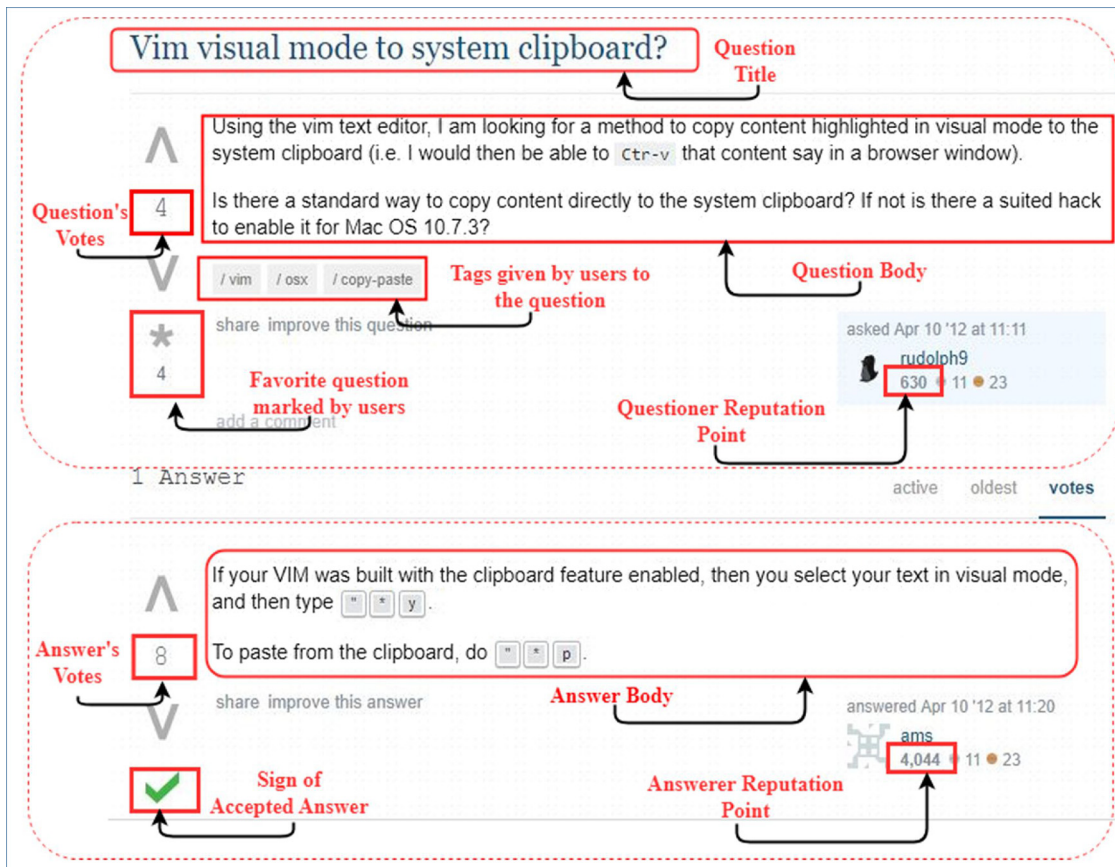 Vim visual mode to system clipboard?
Question
Title
Using the vim text editor, I am looking for a method to copy content highlighted in visual mode to the
system clipboard (i.e. I would then be able to Ctr-v that content say in a browser window).
Question's
Votes
4
Is there a standard way to copy content directly to the system clipboard? If not is there a suited hack
to enable it for Mac OS 10.7.3?
/ vim / osx / copy-paste
Tags given by users to
the question
Question Body
share improve this question
asked Apr 10 '12 at 11:11
rudolph9
630 11 23
*
4
Favorite question
marked by users
add a comment
Questioner Reputation
Point
1 Answer
active oldest votes
If your VIM was built with the clipboard feature enabled, then you select your text in visual mode,
and then type " * y.
Answer's
Votes
8
To paste from the clipboard, do " * p.
share improve this answer
Answer Body
answered Apr 10 '12 at 11:20
ams
4,044 11 23
Sign of
Accepted Answer
Answerer Reputation
Point